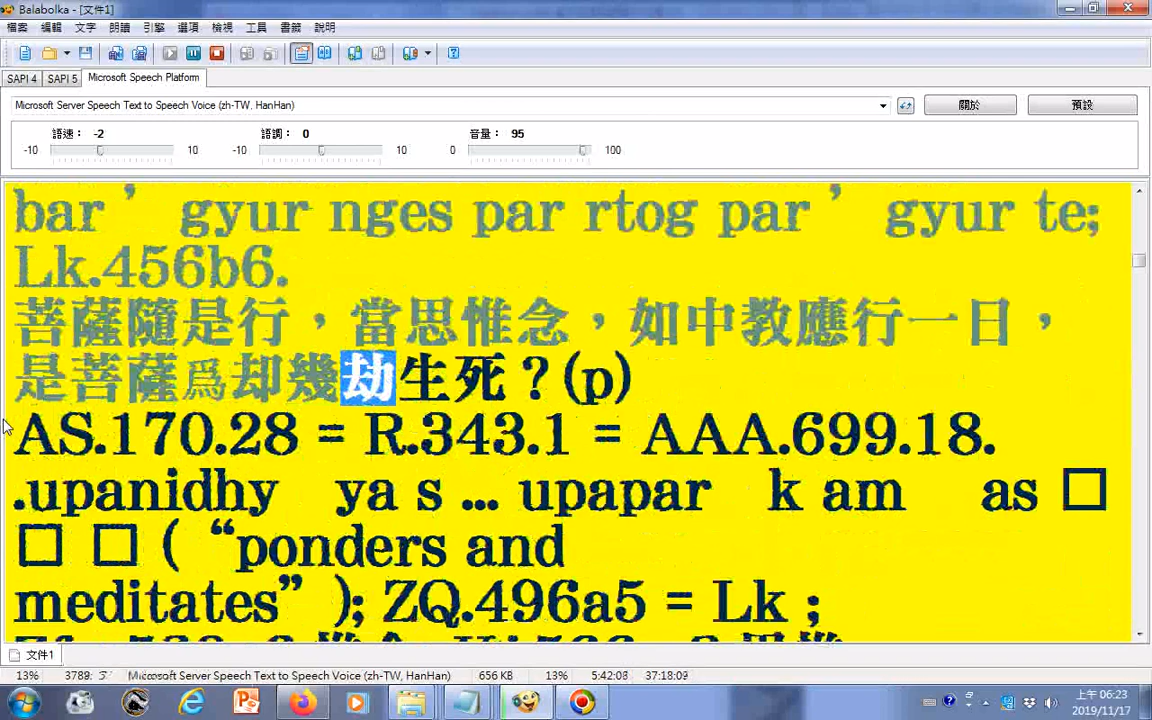 Balabolka - [文件1]
檔案 編輯 文字 朗讀 引擎 選項 檢視 工具 書籤 說明
SAPI 4 SAPI 5 Microsoft Speech Platform
Microsoft Server Speech Text to Speech Voice (zh-TW, HanHan) 關於 預設
語速： -2 語調： 0 音量： 95
-10 10 -10 10 0 100
bar’ gyur nges par rtog par’ gyur te;
Lk.456b6.
菩薩隨是行，當思惟念，如中教應行一日，
是菩薩爲却幾劫生死？(p)
AS.170.28 = R.343.1 = AAA.699.18.
.upanidhy ya s ... upapar k am as □
□ □ (“ponders and
meditates”); ZQ.496a5 = Lk ;
文件1
13% Microsoft Server Speech Text to Speech Voice (zh-TW, HanHan) 656 KB 13% 5:42:08 37:18:09
上午 06:23
2019/11/17